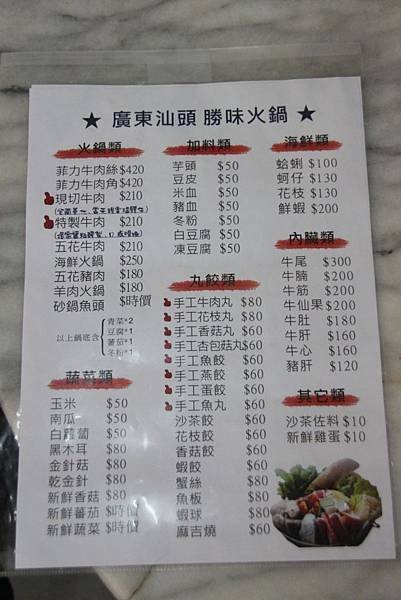 ★ 廣東汕頭 勝味火鍋 ★
火鍋類
菲力牛肉絲 $420
菲力牛肉角 $420
現切牛肉 $210
特製牛肉 $210
五花牛肉 $210
海鮮火鍋 $250
五花豬肉 $180
羊肉火鍋 $180
砂鍋魚頭 $時價
以上鍋底含
青菜*2
豆腐*1
蕃茄*1
冬粉*1
蔬菜類
玉米 $50
南瓜 $50
白蘿蔔 $50
黑木耳 $80
金針菇 $80
乾金針 $80
新鮮香菇 $80
新鮮蕃茄 $時價
新鮮蔬菜 $時價
加料類
芋頭 $50
豆皮 $50
米血 $50
豬血 $50
冬粉 $50
白豆腐 $50
凍豆腐 $50
丸餃類
手工牛肉丸 $80
手工花枝丸 $80
手工香菇丸 $60
手工杏包菇丸 $60
手工魚餃 $60
手工燕餃 $60
手工蛋餃 $60
手工魚丸 $60
沙茶餃 $60
花枝餃 $60
香菇餃 $60
蝦餃 $60
蟹絲 $60
魚板 $80
蝦球 $80
麻吉燒 $60
海鮮類
蛤蜊 $100
蚵仔 $130
花枝 $130
鮮蝦 $200
內臟類
牛尾 $300
牛腩 $200
牛筋 $200
牛仙果 $200
牛肚 $180
牛肝 $160
牛心 $160
豬肝 $120
其它類
沙茶佐料 $10
新鮮雞蛋 $10